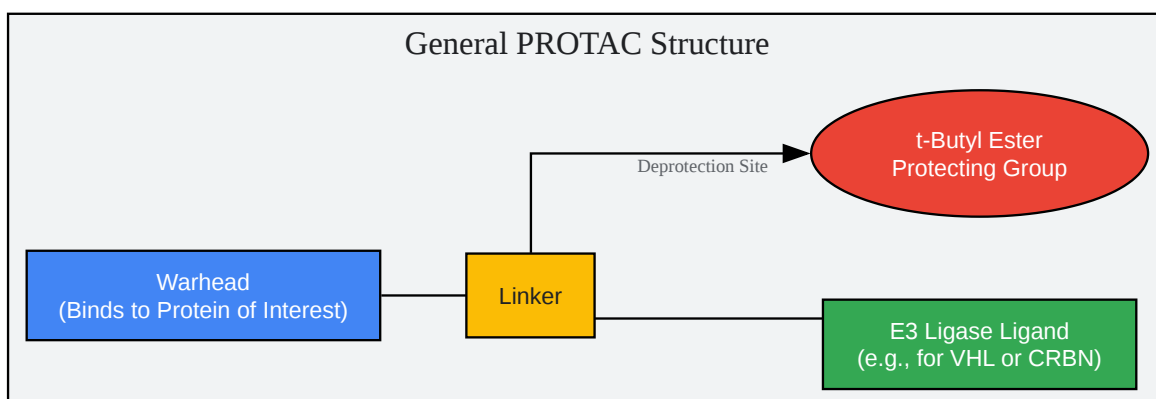 General PROTAC Structure
t-Butyl Ester
Protecting Group
Deprotection Site
Warhead
(Binds to Protein of Interest)
Linker
E3 Ligase Ligand
(e.g., for VHL or CRBN)